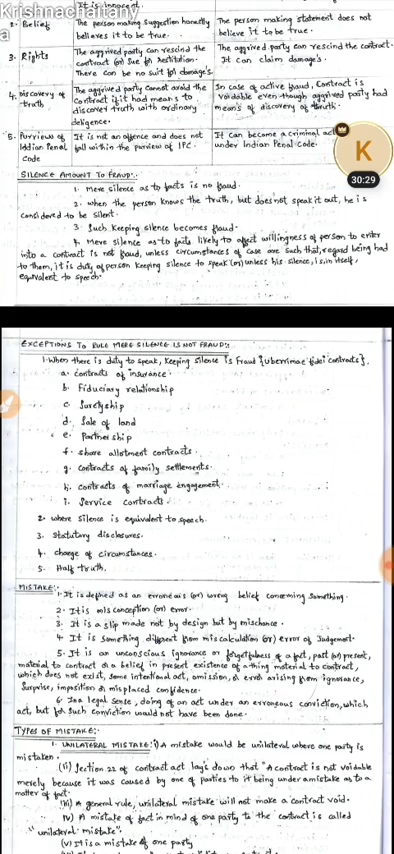 Krishnachaithany
a
It is innocent.
2. Belief
The person making suggestion honestly believes it to be true.
The person making statement does not believe it to be true.
3. Rights
The aggrived party can rescind the contract (or) sue for restitution. There can be no suit for damage's.
The aggrived party can rescind the contract. It can claim damage's.
4. Discovery of truth
The aggrived party cannot avoid the contract if it had means to discover truth with ordinary deligence.
In case of active fraud, contract is voidable even though aggrived party had means of discovery of truth.
5. Purview of Indian Penal Code
It is not an offence and does not fall within the purview of IPC.
It can become a criminal act under Indian Penal Code.
K
30:29
SILENCE AMOUNT TO FRAUD:
1. Mere silence as to facts is no fraud.
2. when the person knows the truth, but does not speak it out, he is
considered to be silent.
3. Such keeping silence becomes fraud.
4. Mere silence as to facts likely to affect willingness of person to enter
into a contract is not fraud, unless circumstances of case are such that, regard being had
to them, it is duty of person keeping silence to speak (or) unless his silence, is, in itself,
equivalent to speech.
EXCEPTIONS TO RULE MERE SILENCE IS NOT FRAUD:
1. When there is duty to speak, keeping silence is fraud {uberrimae fidei contracts}.
a. contracts of insurance.
b. Fiduciary relationship
c. Suretyship
d. Sale of land
e. Partnership
f. share allotment contracts.
g. contracts of family settlements.
h. contracts of marriage engagement.
i. Service contracts.
2. where silence is equivalent to speech.
3. statutory disclosures.
4. change of circumstances.
5. Half truth.
MISTAKE:
1. It is defined as an erroneous (or) wrong belief concerning something.
2. It is misconception (or) error.
3. It is a slip made not by design but by mischance.
4. It is something different from miscalculation (or) error of Judgement.
5. It is an unconscious ignorance or forgetfulness of a fact, past (or) present,
material to contract or a belief in present existence of a thing material to contract,
which does not exist, some intentional act, omission, or error arising from ignorance,
surprise, imposition or misplaced confidence.
6. In a legal sense, doing of an act under an erroneous conviction, which
act, but for such conviction would not have been done.
TYPES OF MISTAKE:
1. UNILATERAL MISTAKE: i) A mistake would be unilateral where one party is
mistaken.
(ii) Section 22 of contract act lays down that "A contract is not voidable
merely because it was caused by one of parties to it being under a mistake as to a
matter of fact.
(iii) A general rule, unilateral mistake will not make a contract void.
iv) A mistake of fact in mind of one party to the contract is called
"unilateral mistake".
(v) It is a mistake of one party